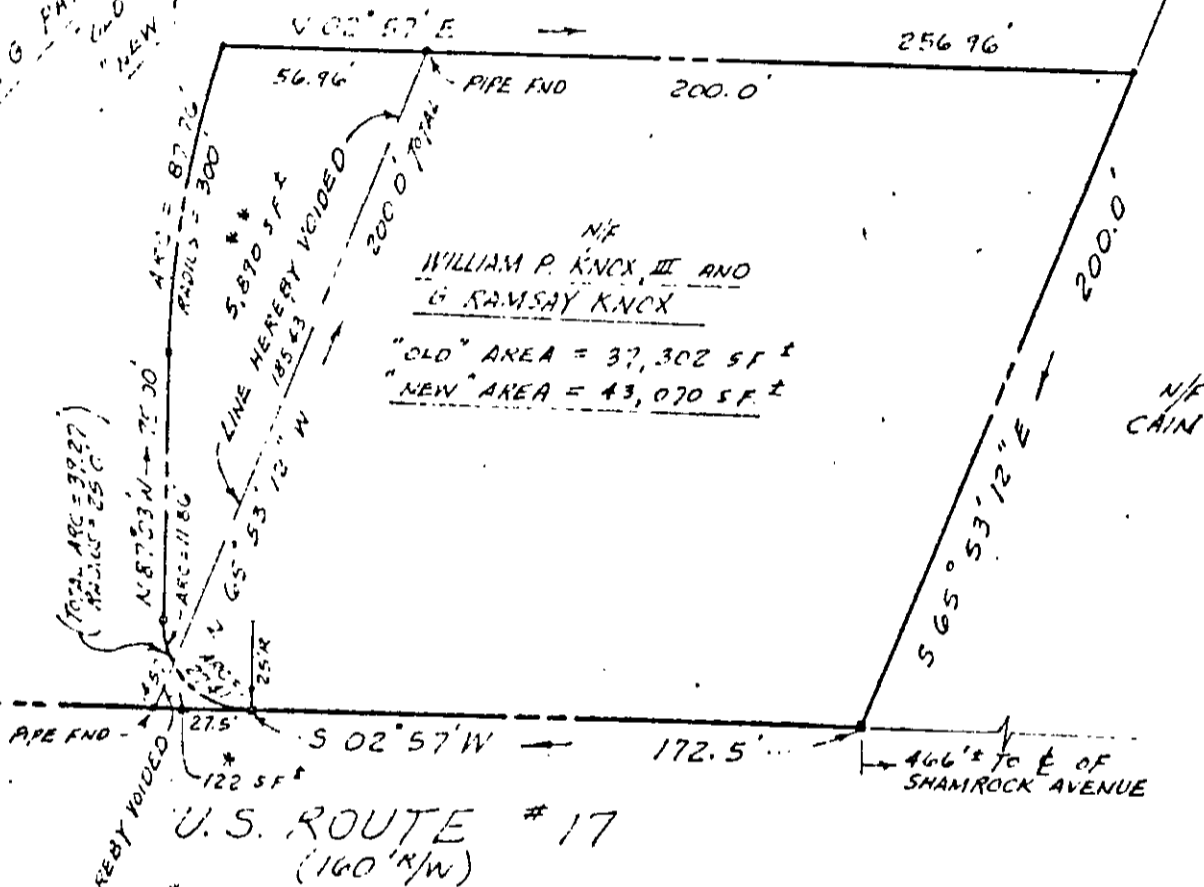 N 02° 57' E
256.96'
56.96'
PIPE FND
200.0'
ARC = 87.76'
RADIUS = 300'
5,890 SF ± **
LINE HEREBY VOIDED
185.43
200.0' TOTAL
N 65° 53' 12" W
N/F
WILLIAM P. KNOX, III AND
G RAMSAY KNOX
"OLD" AREA = 37,302 SF ±
"NEW" AREA = 43,070 SF ±
200.0'
S 65° 53' 12" E
N/F
CAIN
(TOTAL ARC = 39.27'
RADIUS = 25.0')
ARC = 11.86'
25'R
PIPE FND
27.5'
S 02° 57' W
172.5'
466'± TO ℄ OF
SHAMROCK AVENUE
*
122 SF ±
U.S. ROUTE #17
(160' R/W)
VOIDED
"NEW